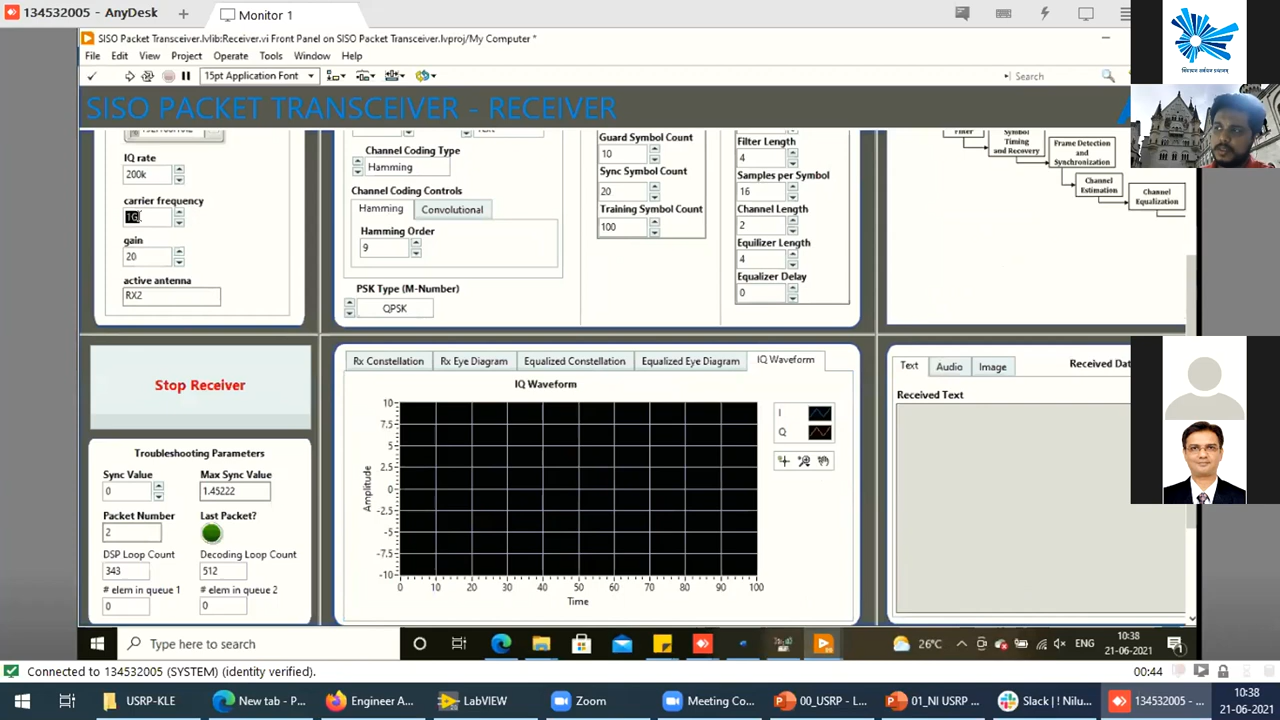 134532005 - AnyDesk
Monitor 1
SISO Packet Transceiver.lvlib:Receiver.vi Front Panel on SISO Packet Transceiver.lvproj/My Computer *
File Edit View Project Operate Tools Window Help
15pt Application Font
Search
SISO PACKET TRANSCEIVER - RECEIVER
IQ rate
200k
carrier frequency
1G
gain
20
active antenna
RX2
Channel Coding Type
Hamming
Channel Coding Controls
Hamming Convolutional
Hamming Order
9
PSK Type (M-Number)
QPSK
Guard Symbol Count
10
Sync Symbol Count
20
Training Symbol Count
100
Filter Length
4
Samples per Symbol
16
Channel Length
2
Equilizer Length
4
Equalizer Delay
0
Filter
Symbol
Timing
and Recovery
Frame Detection
and
Synchronization
Channel
Estimation
Channel
Equalization
Stop Receiver
Troubleshooting Parameters
Sync Value Max Sync Value
0 1.45222
Packet Number Last Packet?
2
DSP Loop Count Decoding Loop Count
343 512
# elem in queue 1 # elem in queue 2
0 0
Rx Constellation Rx Eye Diagram Equalized Constellation Equalized Eye Diagram IQ Waveform
IQ Waveform
10
7.5
5
2.5
0
-2.5
-5
-7.5
-10
Amplitude
0 10 20 30 40 50 60 70 80 90 100
Time
I
Q
Text Audio Image Received Dat
Received Text
Type here to search
26°C
ENG
10:38
21-06-2021
1
Connected to 134532005 (SYSTEM) (identity verified).
00:44
USRP-KLE
New tab - P...
Engineer A...
LabVIEW
Zoom
Meeting Co...
00_USRP - L...
01_NI USRP ...
Slack | ! Nilu...
134532005 - ...
10:38
21-06-2021